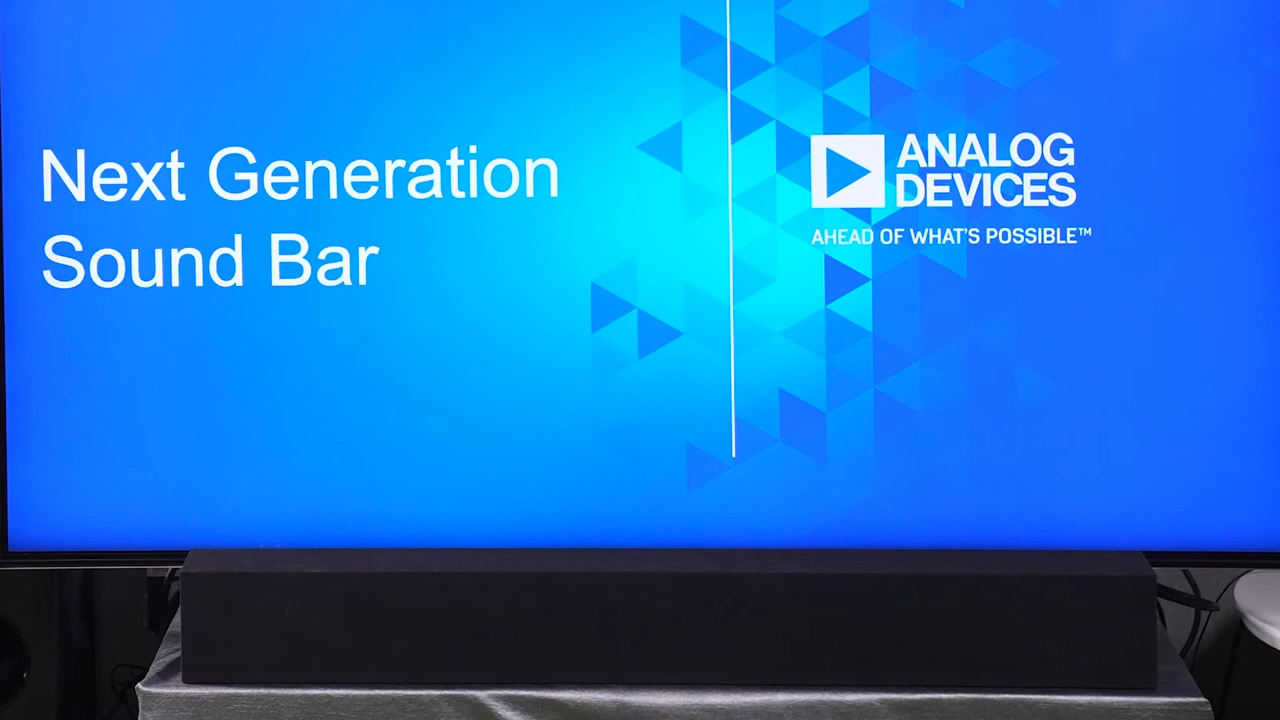 Next Generation
Sound Bar
ANALOG
DEVICES
AHEAD OF WHAT'S POSSIBLE™